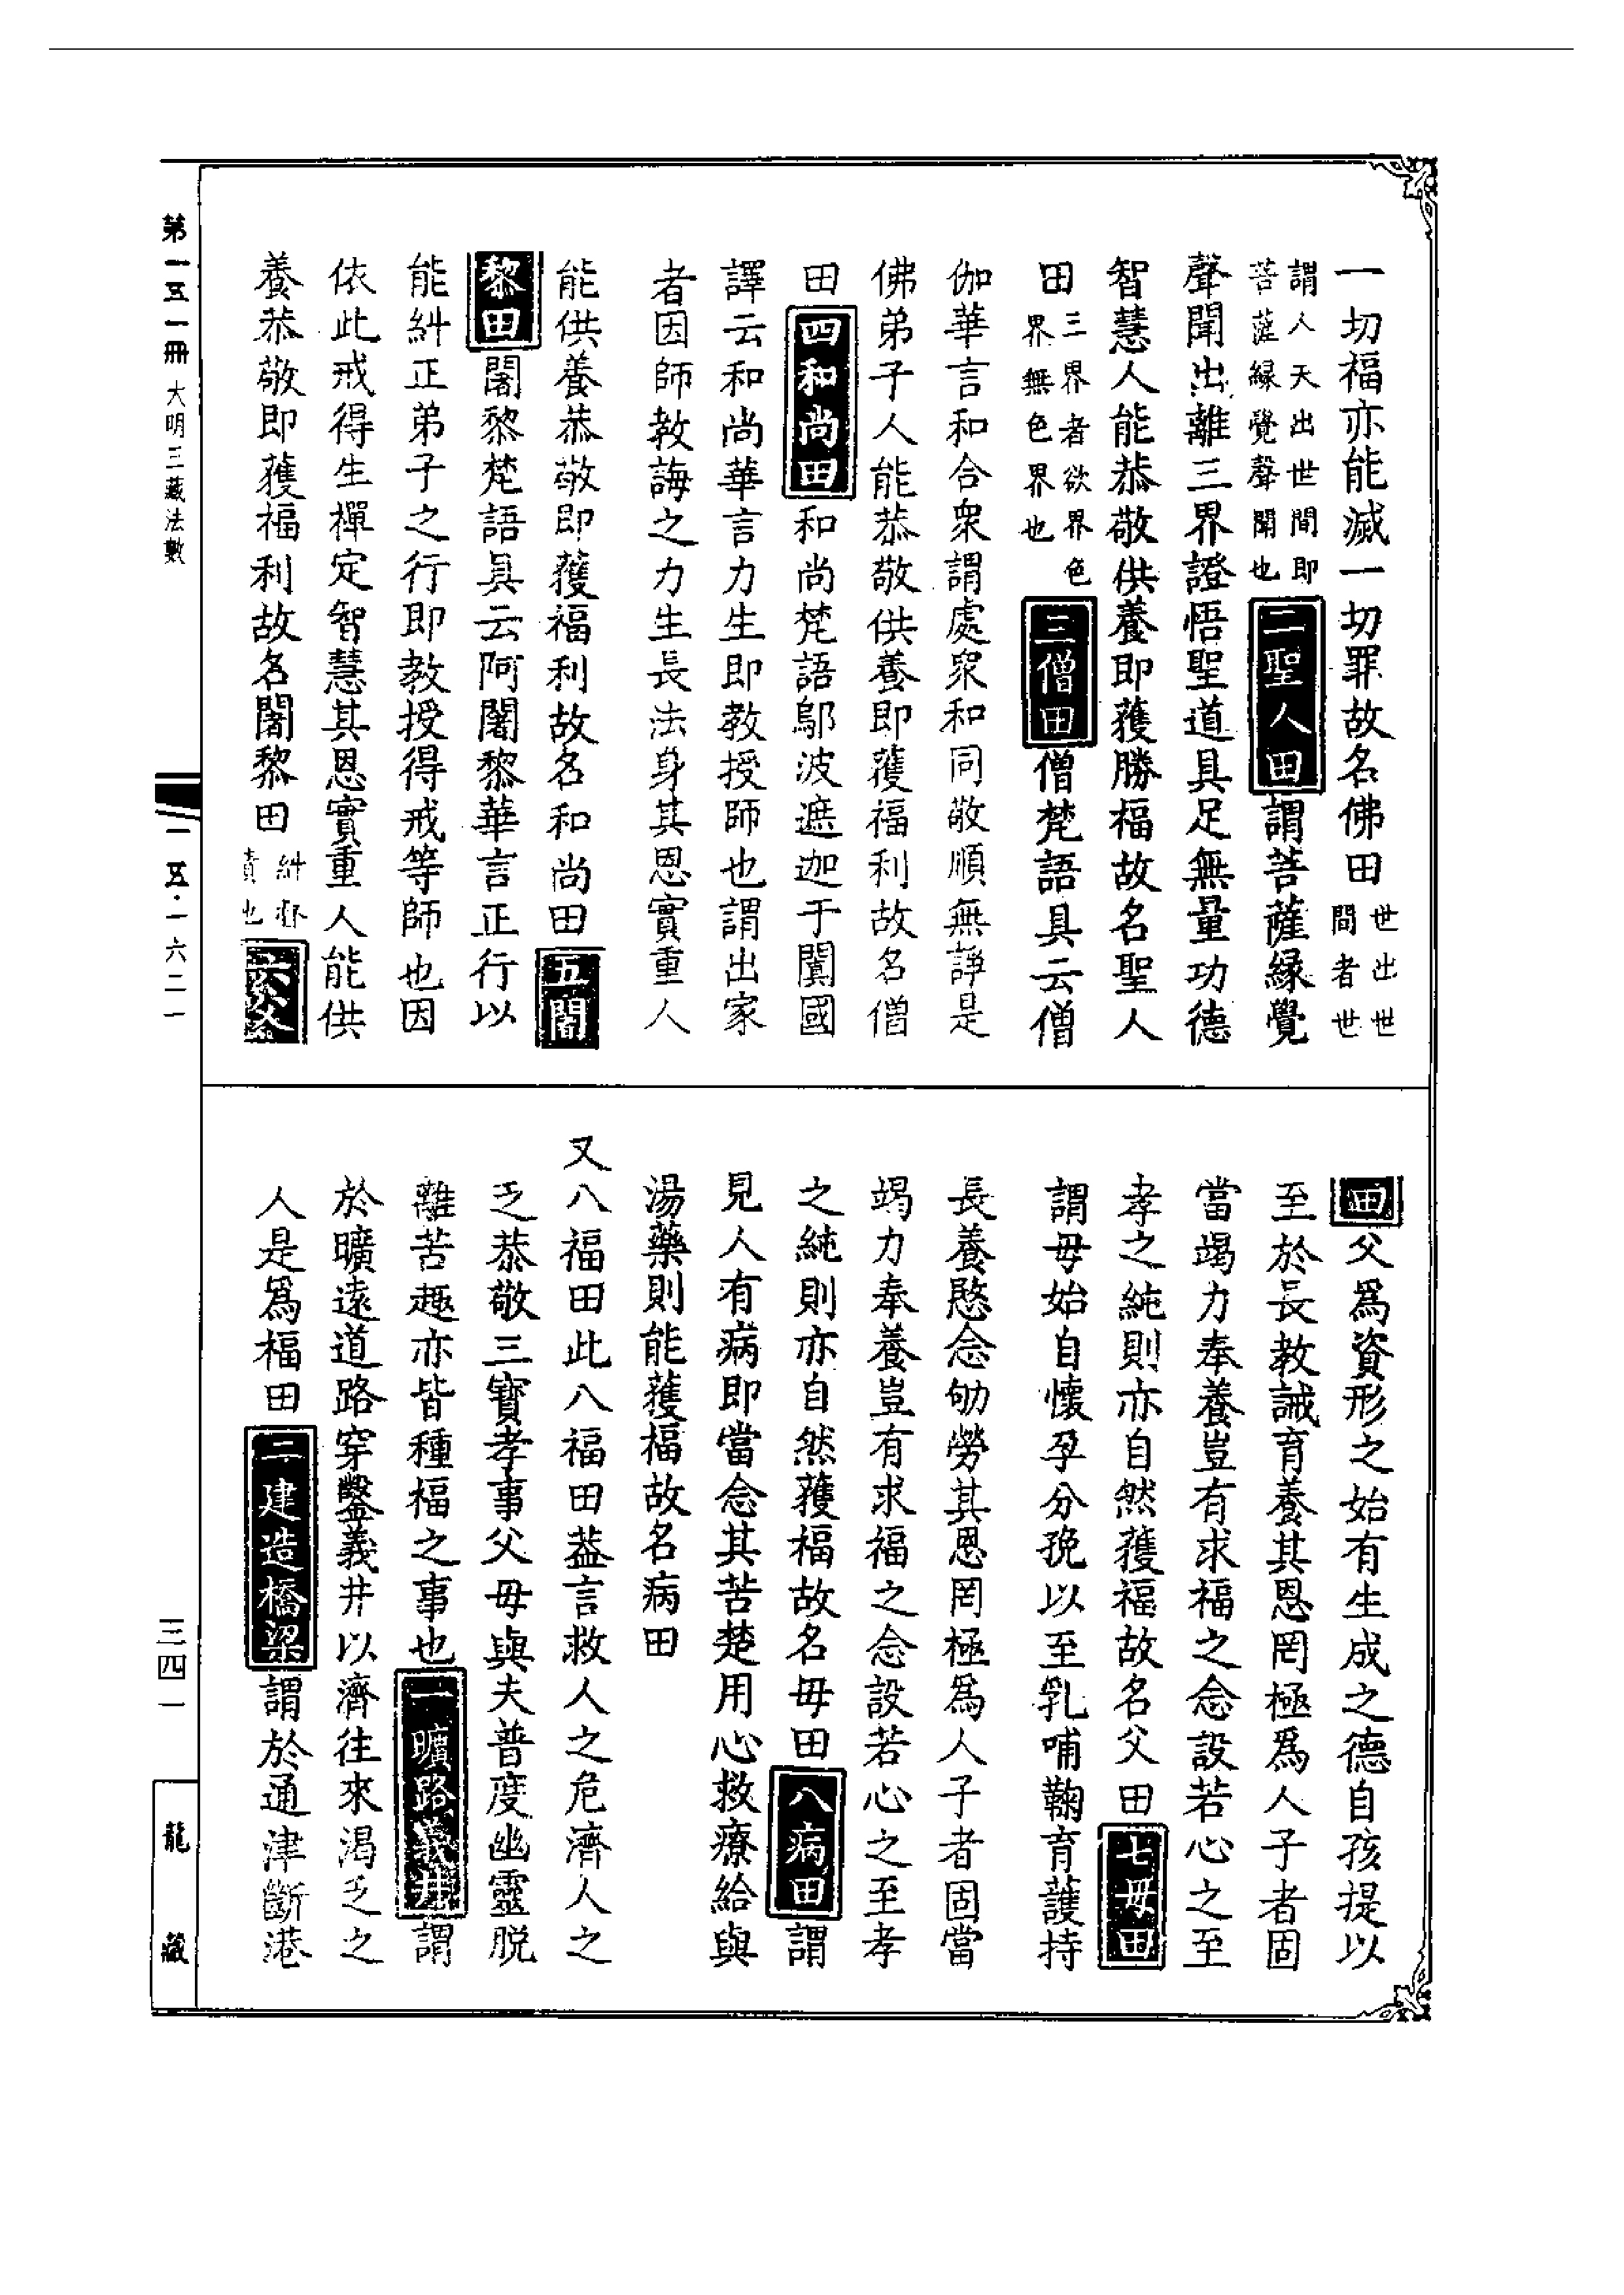 一切福亦能滅一切罪故名佛田世出世間者世
謂人天出世間即菩薩緣覺聲聞也二聖人田謂菩薩緣覺
聲聞出離三界證悟聖道具足無量功德
智慧人能恭敬供養即獲勝福故名聖人
田三界者欲界色界無色界也三僧田僧梵語具云僧
伽華言和合衆謂處衆和同敬順無諍是
佛弟子人能恭敬供養即獲福利故名僧
田四和尚田和尚梵語鄔波遮迦于闐國
譯云和尚華言力生即教授師也謂出家
者因師教誨之力生長法身其恩實重人
能供養恭敬即獲福利故名和尚田五闍
黎田闍黎梵語具云阿闍黎華言正行以
能糾正弟子之行即教授得戒等師也因
依此戒得生禪定智慧其恩實重人能供
養恭敬即獲福利故名闍黎田糾也六父
田父爲資形之始有生成之德自孩提以
至於長教誡育養其恩罔極爲人子者固
當竭力奉養豈有求福之念設若心之至
孝之純則亦自然獲福故名父田七毋田
謂毋始自懷孕分娩以至乳哺鞠育護持
長養愍念劬勞其恩罔極爲人子者固當
竭力奉養豈有求福之念設若心之至孝
之純則亦自然獲福故名毋田八病田謂
見人有病即當念其苦楚用心救療給與
湯藥則能獲福故名病田
又八福田此八福田葢言救人之危濟人之
乏恭敬三寶孝事父毋與夫普度幽靈脫
離苦趣亦皆種福之事也一曠路義井謂
於曠遠道路穿鑿義井以濟往來渴乏之
人是爲福田二建造橋梁謂於通津斷港
第一五一冊 大明三藏法數
一五·一六二一
三四一
龍藏